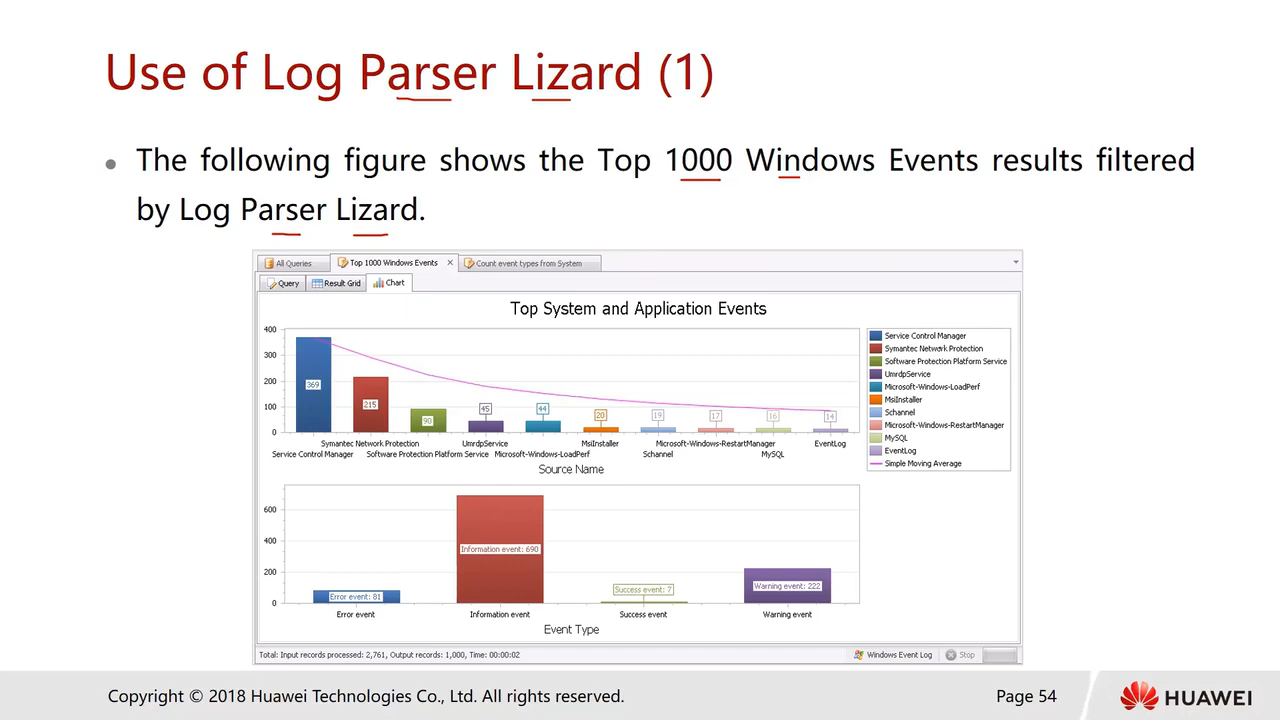 Use of Log Parser Lizard (1)
The following figure shows the Top 1000 Windows Events results filtered
by Log Parser Lizard.
All Queries
Top 1000 Windows Events
Count event types from System
Query
Result Grid
Chart
Top System and Application Events
400
300
200
100
0
369
215
90
45
44
20
19
17
16
14
Symantec Network Protection
UmrdpService
MsiInstaller
Microsoft-Windows-RestartManager
EventLog
Service Control Manager
Software Protection Platform Service
Microsoft-Windows-LoadPerf
Schannel
MySQL
Source Name
Service Control Manager
Symantec Network Protection
Software Protection Platform Service
UmrdpService
Microsoft-Windows-LoadPerf
MsiInstaller
Schannel
Microsoft-Windows-RestartManager
MySQL
EventLog
Simple Moving Average
600
400
200
0
Error event: 81
Information event: 690
Success event: 7
Warning event: 222
Error event
Information event
Success event
Warning event
Event Type
Total: Input records processed: 2,761, Output records: 1,000, Time: 00:00:02
Windows Event Log
Stop
Copyright © 2018 Huawei Technologies Co., Ltd. All rights reserved.
Page 54
HUAWEI